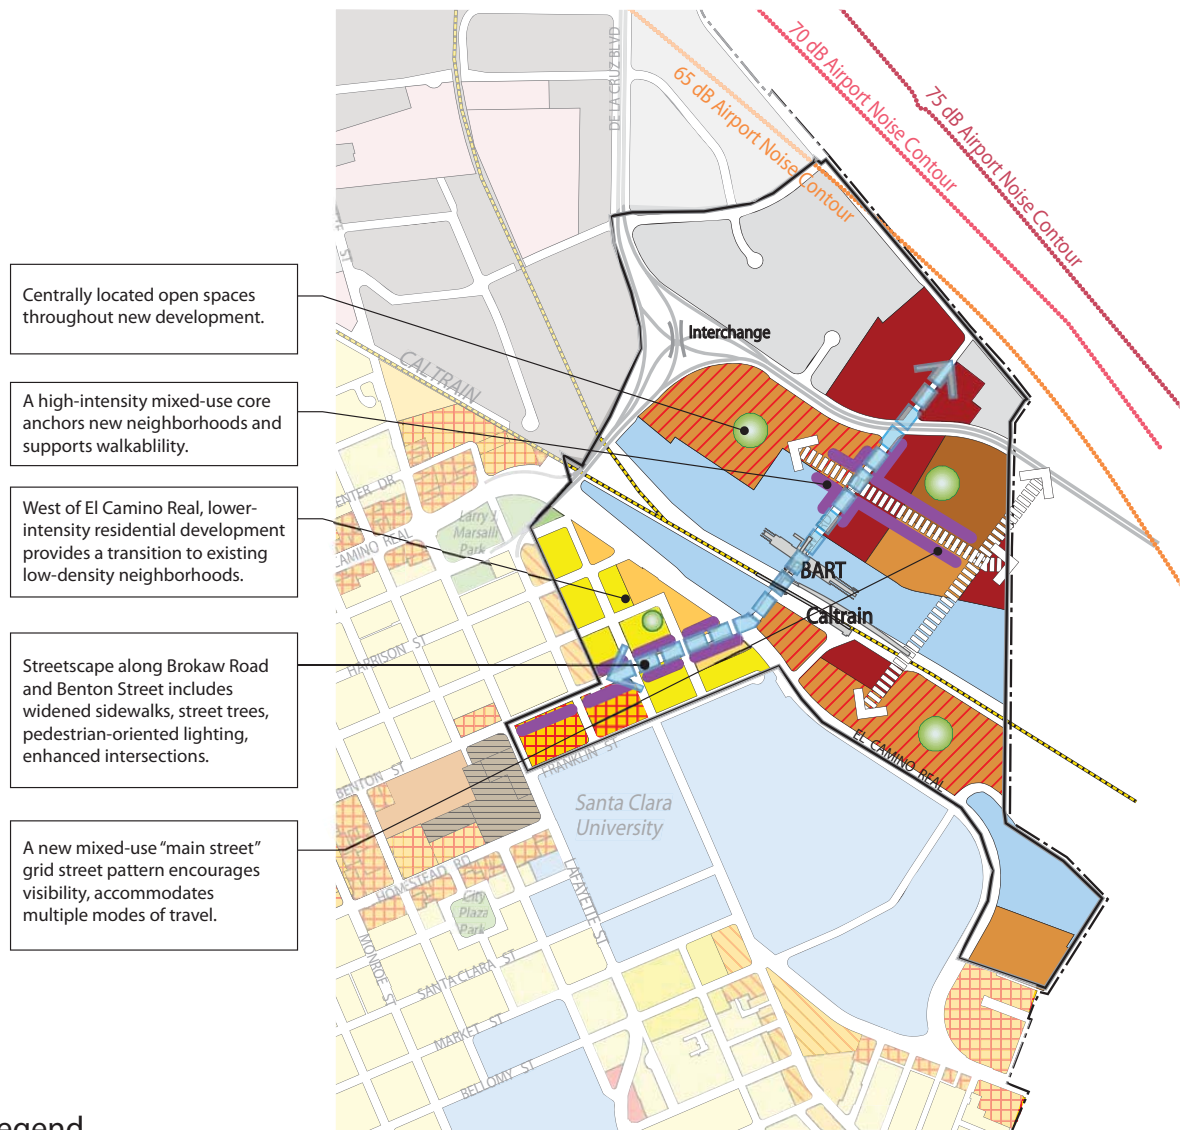 DE LA CRUZ BLVD
70 dB Airport Noise Contour
65 dB Airport Noise Contour
75 dB Airport Noise Contour
ST
Centrally located open spaces
throughout new development.
Interchange
CALTRAIN
A high-intensity mixed-use core
anchors new neighborhoods and
supports walkablility.
West of El Camino Real, lower-
intensity residential development
provides a transition to existing
low-density neighborhoods.
ENTER DR
CAMINO REAL
Larry J.
Marsalli
Park
BART
Caltrain
HARRISON ST
Streetscape along Brokaw Road
and Benton Street includes
widened sidewalks, street trees,
pedestrian-oriented lighting,
enhanced intersections.
BENTON ST
FRANKLIN ST
EL CAMINO REAL
Santa Clara
University
A new mixed-use “main street”
grid street pattern encourages
visibility, accommodates
multiple modes of travel.
HOMESTEAD RD
LAFAYETTE ST
City
Plaza
Park
MONROE ST
SANTA CLARA ST
MARKET ST
BELLOMY ST
egend